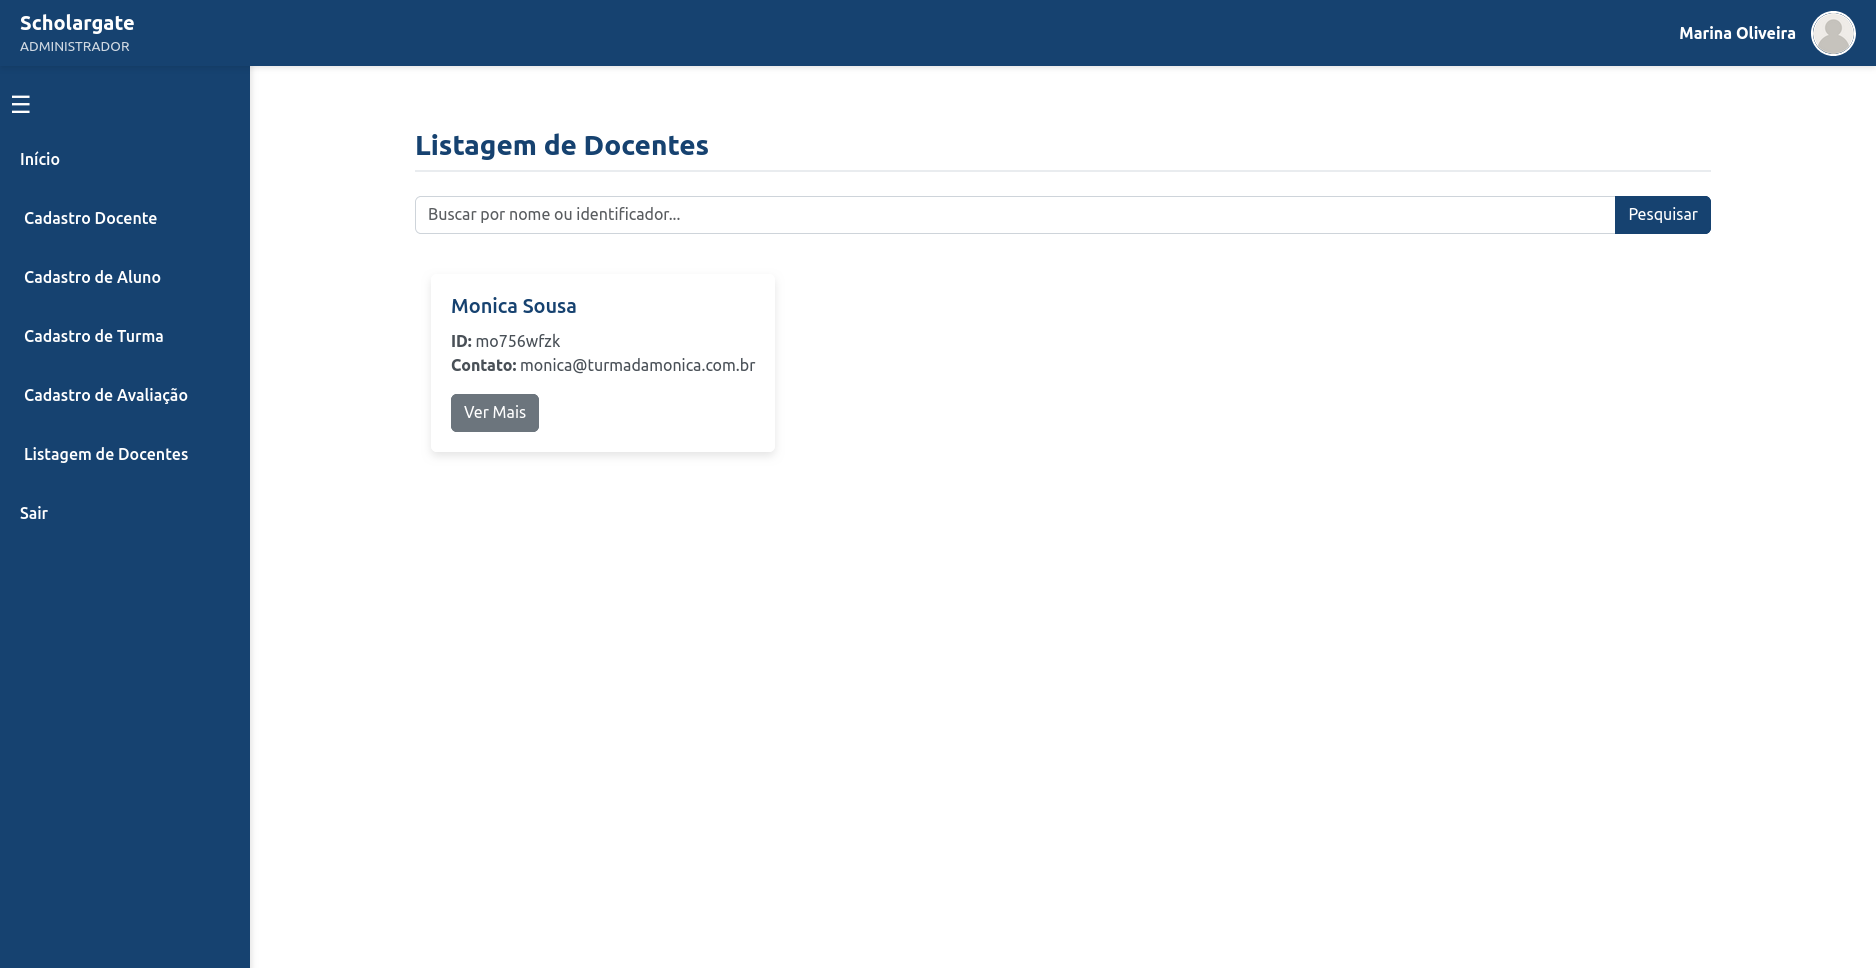 Scholargate
ADMINISTRADOR
Marina Oliveira
☰
Início
Cadastro Docente
Cadastro de Aluno
Cadastro de Turma
Cadastro de Avaliação
Listagem de Docentes
Sair
Listagem de Docentes
Buscar por nome ou identificador...
Pesquisar
Monica Sousa
ID: mo756wfzk
Contato: monica@turmadamonica.com.br
Ver Mais